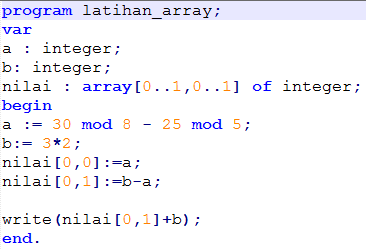 program latihan_array;
var
a : integer;
b: integer;
nilai : array[0..1,0..1] of integer;
begin
a := 30 mod 8 - 25 mod 5;
b:= 3*2;
nilai[0,0]:=a;
nilai[0,1]:=b-a;
write(nilai[0,1]+b);
end.